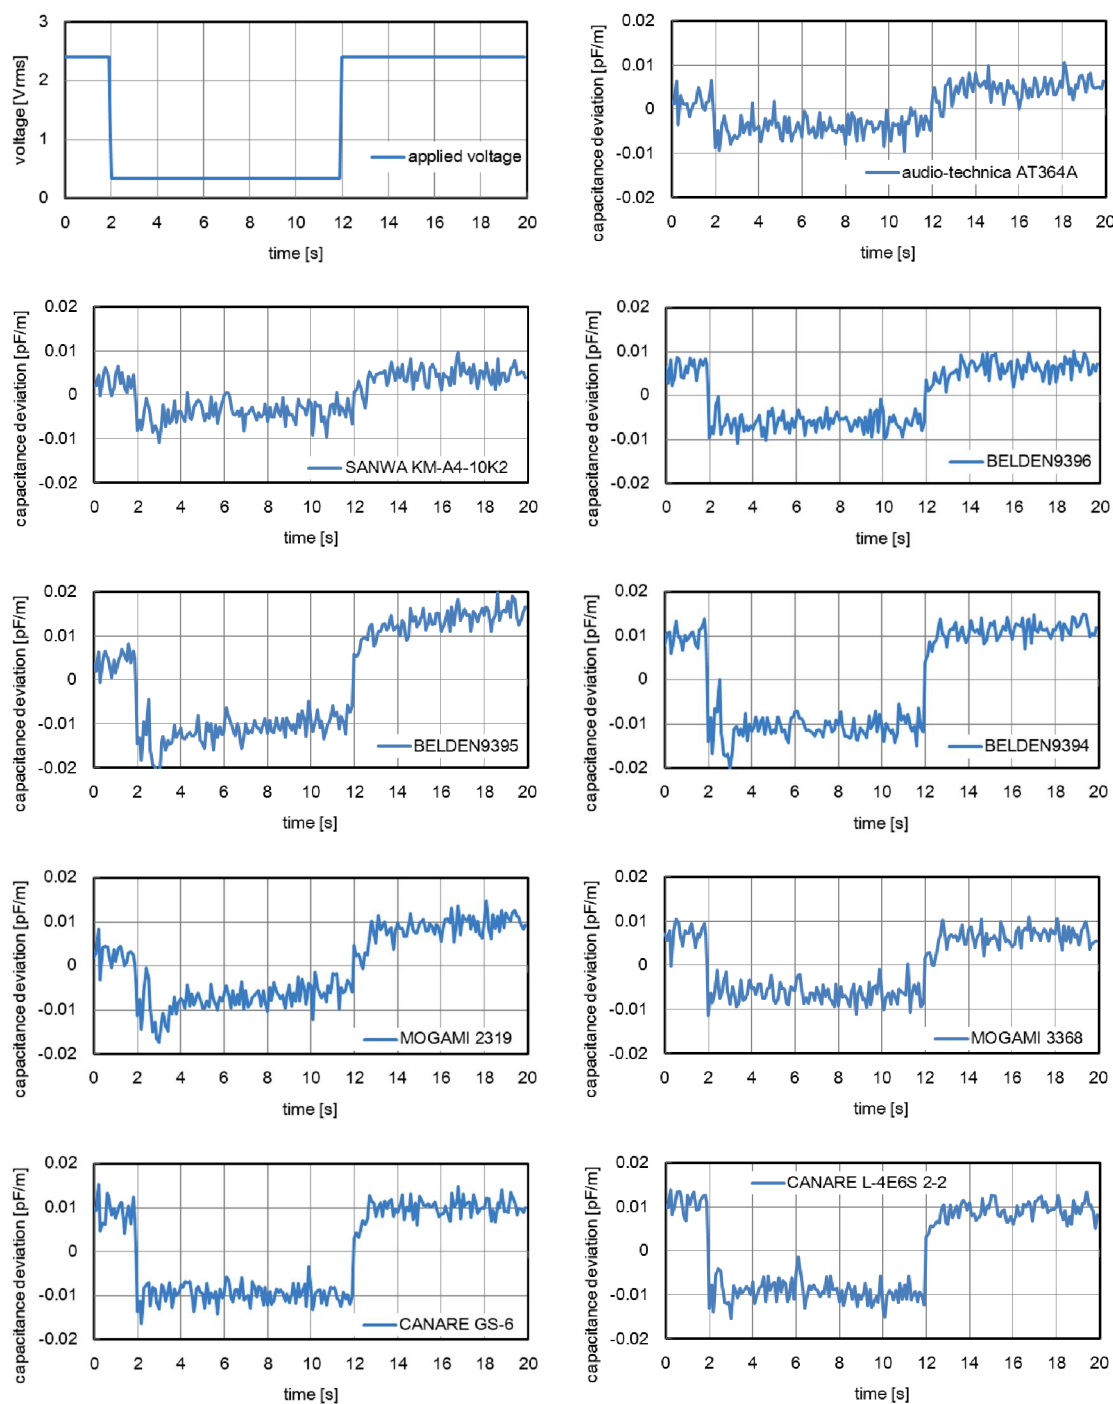 3
2
1
0
voltage [Vrms]
applied voltage
0 2 4 6 8 10 12 14 16 18 20
time [s]
0.02
0.01
0
-0.01
-0.02
capacitance deviation [pF/m]
audio-technica AT364A
0 2 4 6 8 10 12 14 16 18 20
time [s]
0.02
0.01
0
-0.01
-0.02
capacitance deviation [pF/m]
SANWA KM-A4-10K2
0 2 4 6 8 10 12 14 16 18 20
time [s]
0.02
0.01
0
-0.01
-0.02
capacitance deviation [pF/m]
BELDEN9396
0 2 4 6 8 10 12 14 16 18 20
time [s]
0.02
0.01
0
-0.01
-0.02
capacitance deviation [pF/m]
BELDEN9395
0 2 4 6 8 10 12 14 16 18 20
time [s]
0.02
0.01
0
-0.01
-0.02
capacitance deviation [pF/m]
BELDEN9394
0 2 4 6 8 10 12 14 16 18 20
time [s]
0.02
0.01
0
-0.01
-0.02
capacitance deviation [pF/m]
MOGAMI 2319
0 2 4 6 8 10 12 14 16 18 20
time [s]
0.02
0.01
0
-0.01
-0.02
capacitance deviation [pF/m]
MOGAMI 3368
0 2 4 6 8 10 12 14 16 18 20
time [s]
0.02
0.01
0
-0.01
-0.02
capacitance deviation [pF/m]
CANARE GS-6
0 2 4 6 8 10 12 14 16 18 20
time [s]
0.02
0.01
0
-0.01
-0.02
capacitance deviation [pF/m]
CANARE L-4E6S 2-2
0 2 4 6 8 10 12 14 16 18 20
time [s]